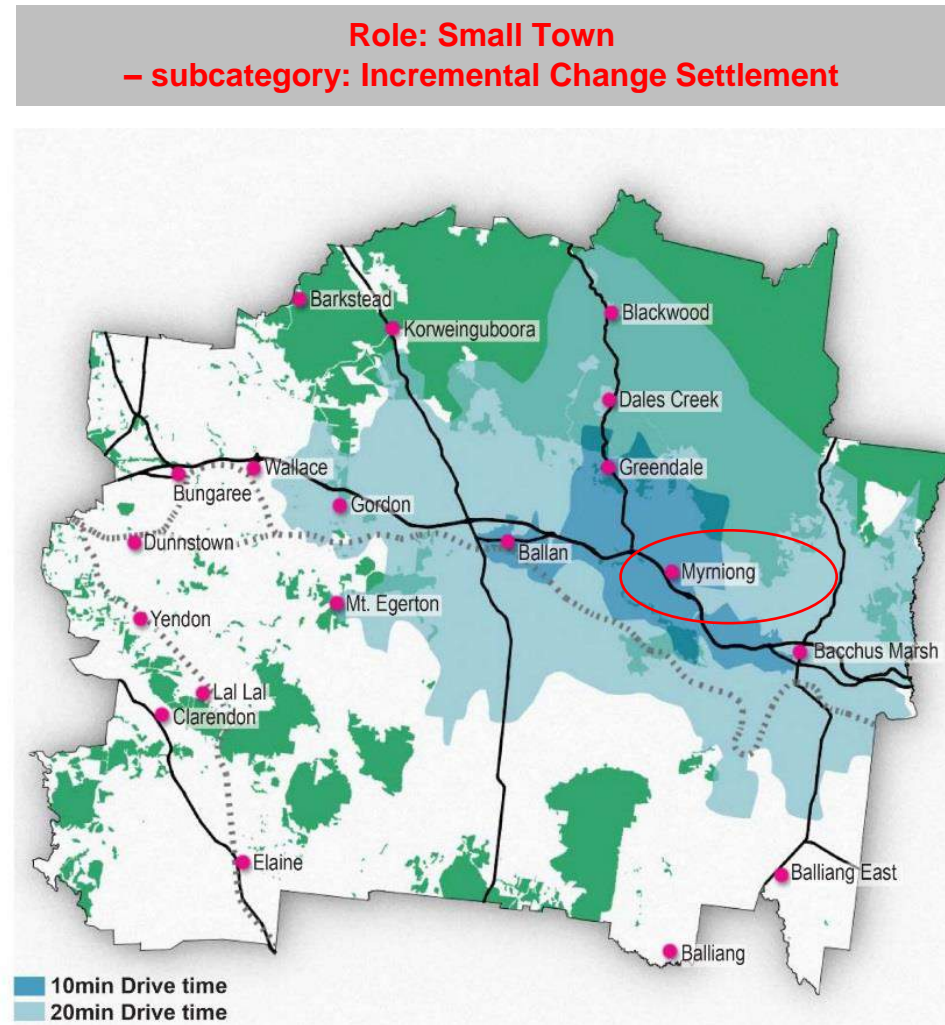 Role: Small Town
– subcategory: Incremental Change Settlement
Barkstead
Blackwood
Korweinguboora
Dales Creek
Wallace
Greendale
Bungaree
Gordon
Dunnstown
Ballan
Myrniong
Mt. Egerton
Yendon
Bacchus Marsh
Lal Lal
Clarendon
Elaine
Balliang East
Balliang
10min Drive time
20min Drive time